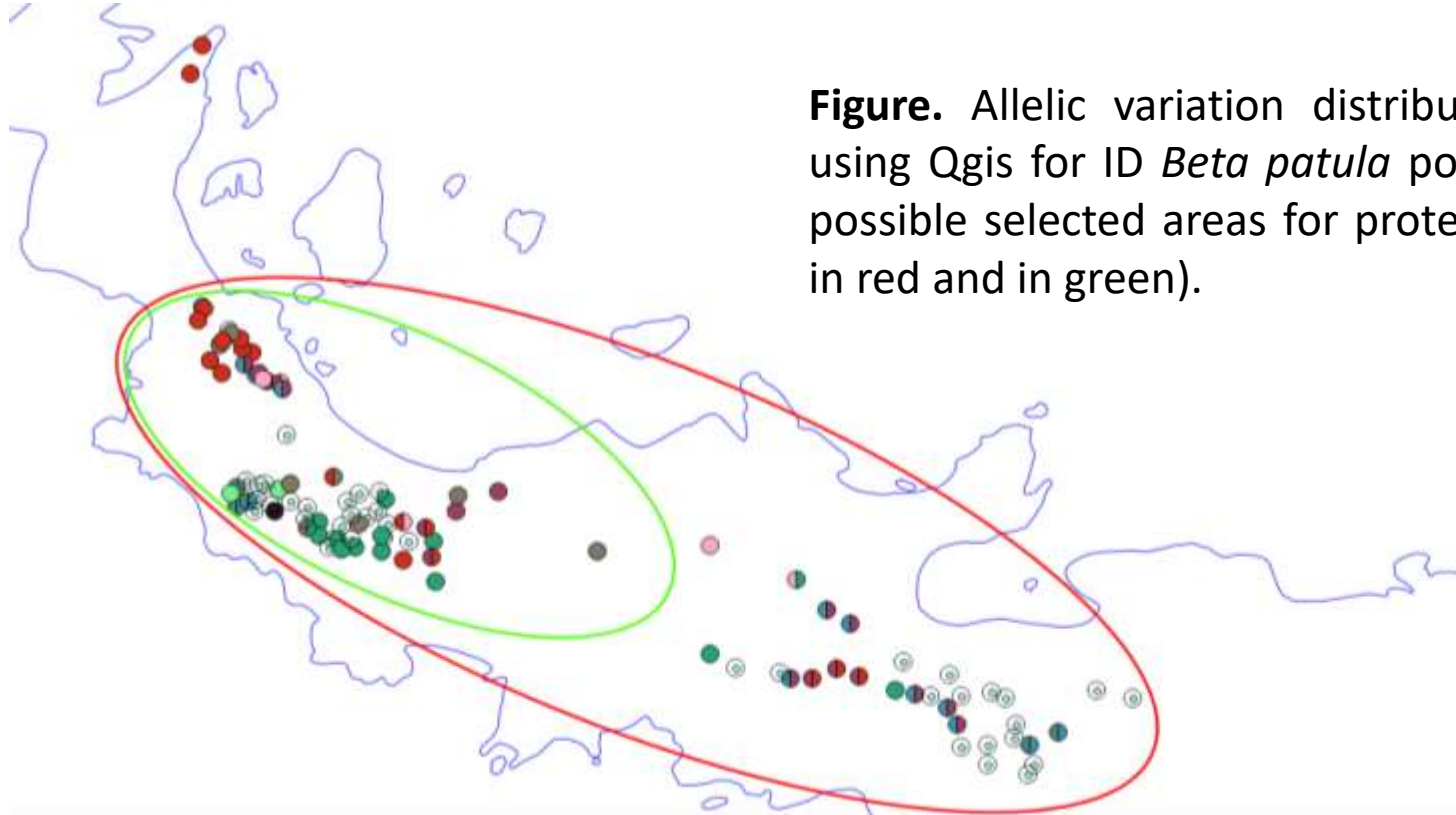 Figure. Allelic variation distribu
using Qgis for ID Beta patula po
possible selected areas for prote
in red and in green).